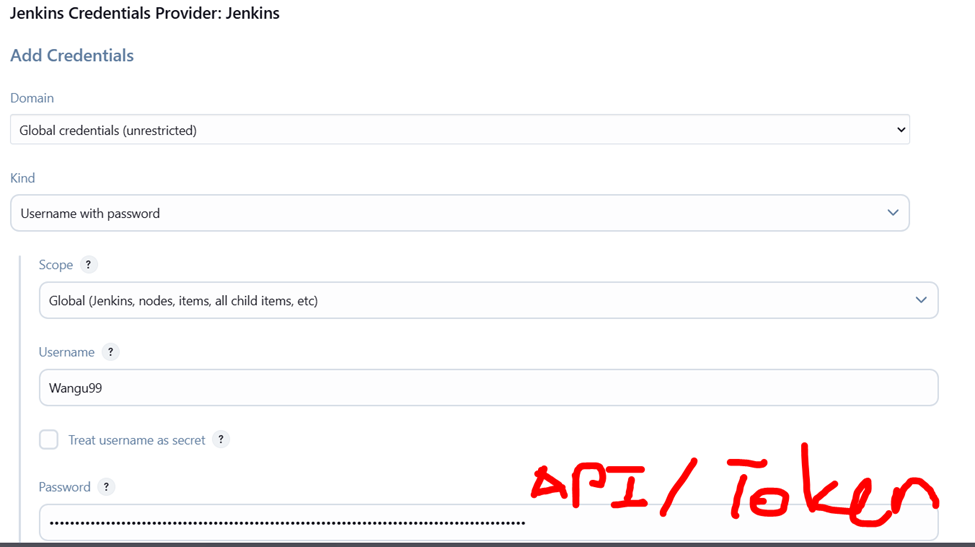 Jenkins Credentials Provider: Jenkins
Add Credentials
Domain
Global credentials (unrestricted)
Kind
Username with password
Scope ?
Global (Jenkins, nodes, items, all child items, etc)
Username ?
Wangu99
Treat username as secret ?
API/Token
Password ?